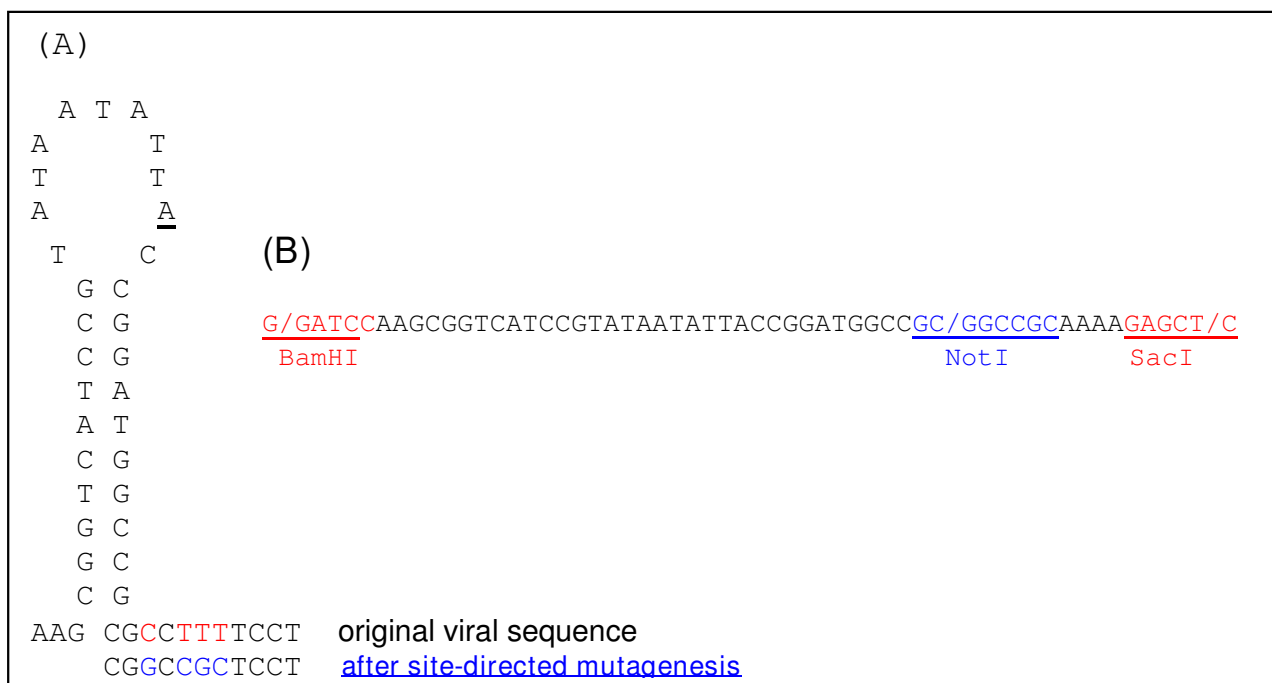 (A)
A T A
A T
T T
A A
T C (B)
G C
C G G/GATCCAAGCGGTCATCCGTATAATATTACCGGATGGCCGC/GGCCGCAAAAGAGCT/C
C G BamHI NotI SacI
T A
A T
C G
T G
G C
G C
C G
AAG CGCCTTTTCCT original viral sequence
CGGCCGCTCCT after site-directed mutagenesis